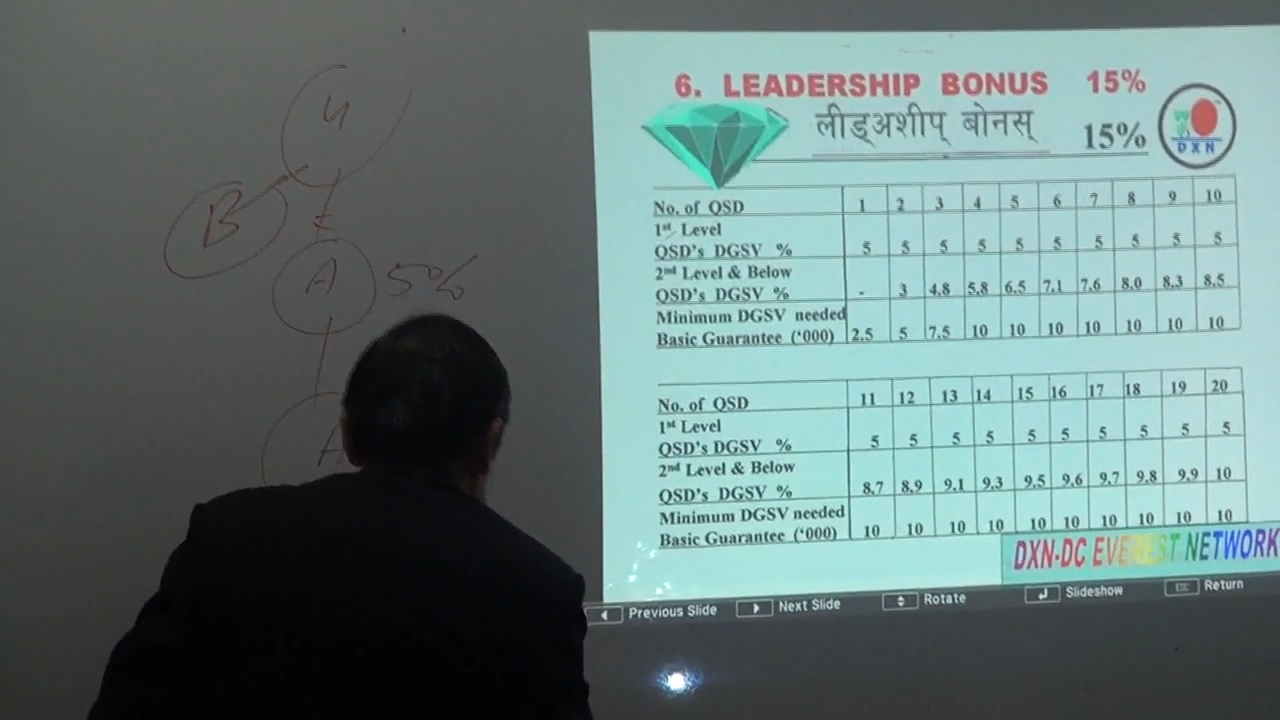 U
B
A 5%
A
6. LEADERSHIP BONUS 15%
लीड्अशीप् बोनस् 15%
DXN
No. of QSD 1 2 3 4 5 6 7 8 9 10
1st Level
QSD's DGSV % 5 5 5 5 5 5 5 5 5 5
2nd Level & Below
QSD's DGSV % - 3 4.8 5.8 6.5 7.1 7.6 8.0 8.3 8.5
Minimum DGSV needed
Basic Guarantee ('000) 2.5 5 7.5 10 10 10 10 10 10 10
No. of QSD 11 12 13 14 15 16 17 18 19 20
1st Level
QSD's DGSV % 5 5 5 5 5 5 5 5 5 5
2nd Level & Below
QSD's DGSV % 8.7 8.9 9.1 9.3 9.5 9.6 9.7 9.8 9.9 10
Minimum DGSV needed
Basic Guarantee ('000) 10 10 10 10 10 10 10 10 10 10
DXN-DC EVEREST NETWORK
Previous Slide Next Slide Rotate Slideshow ESC Return